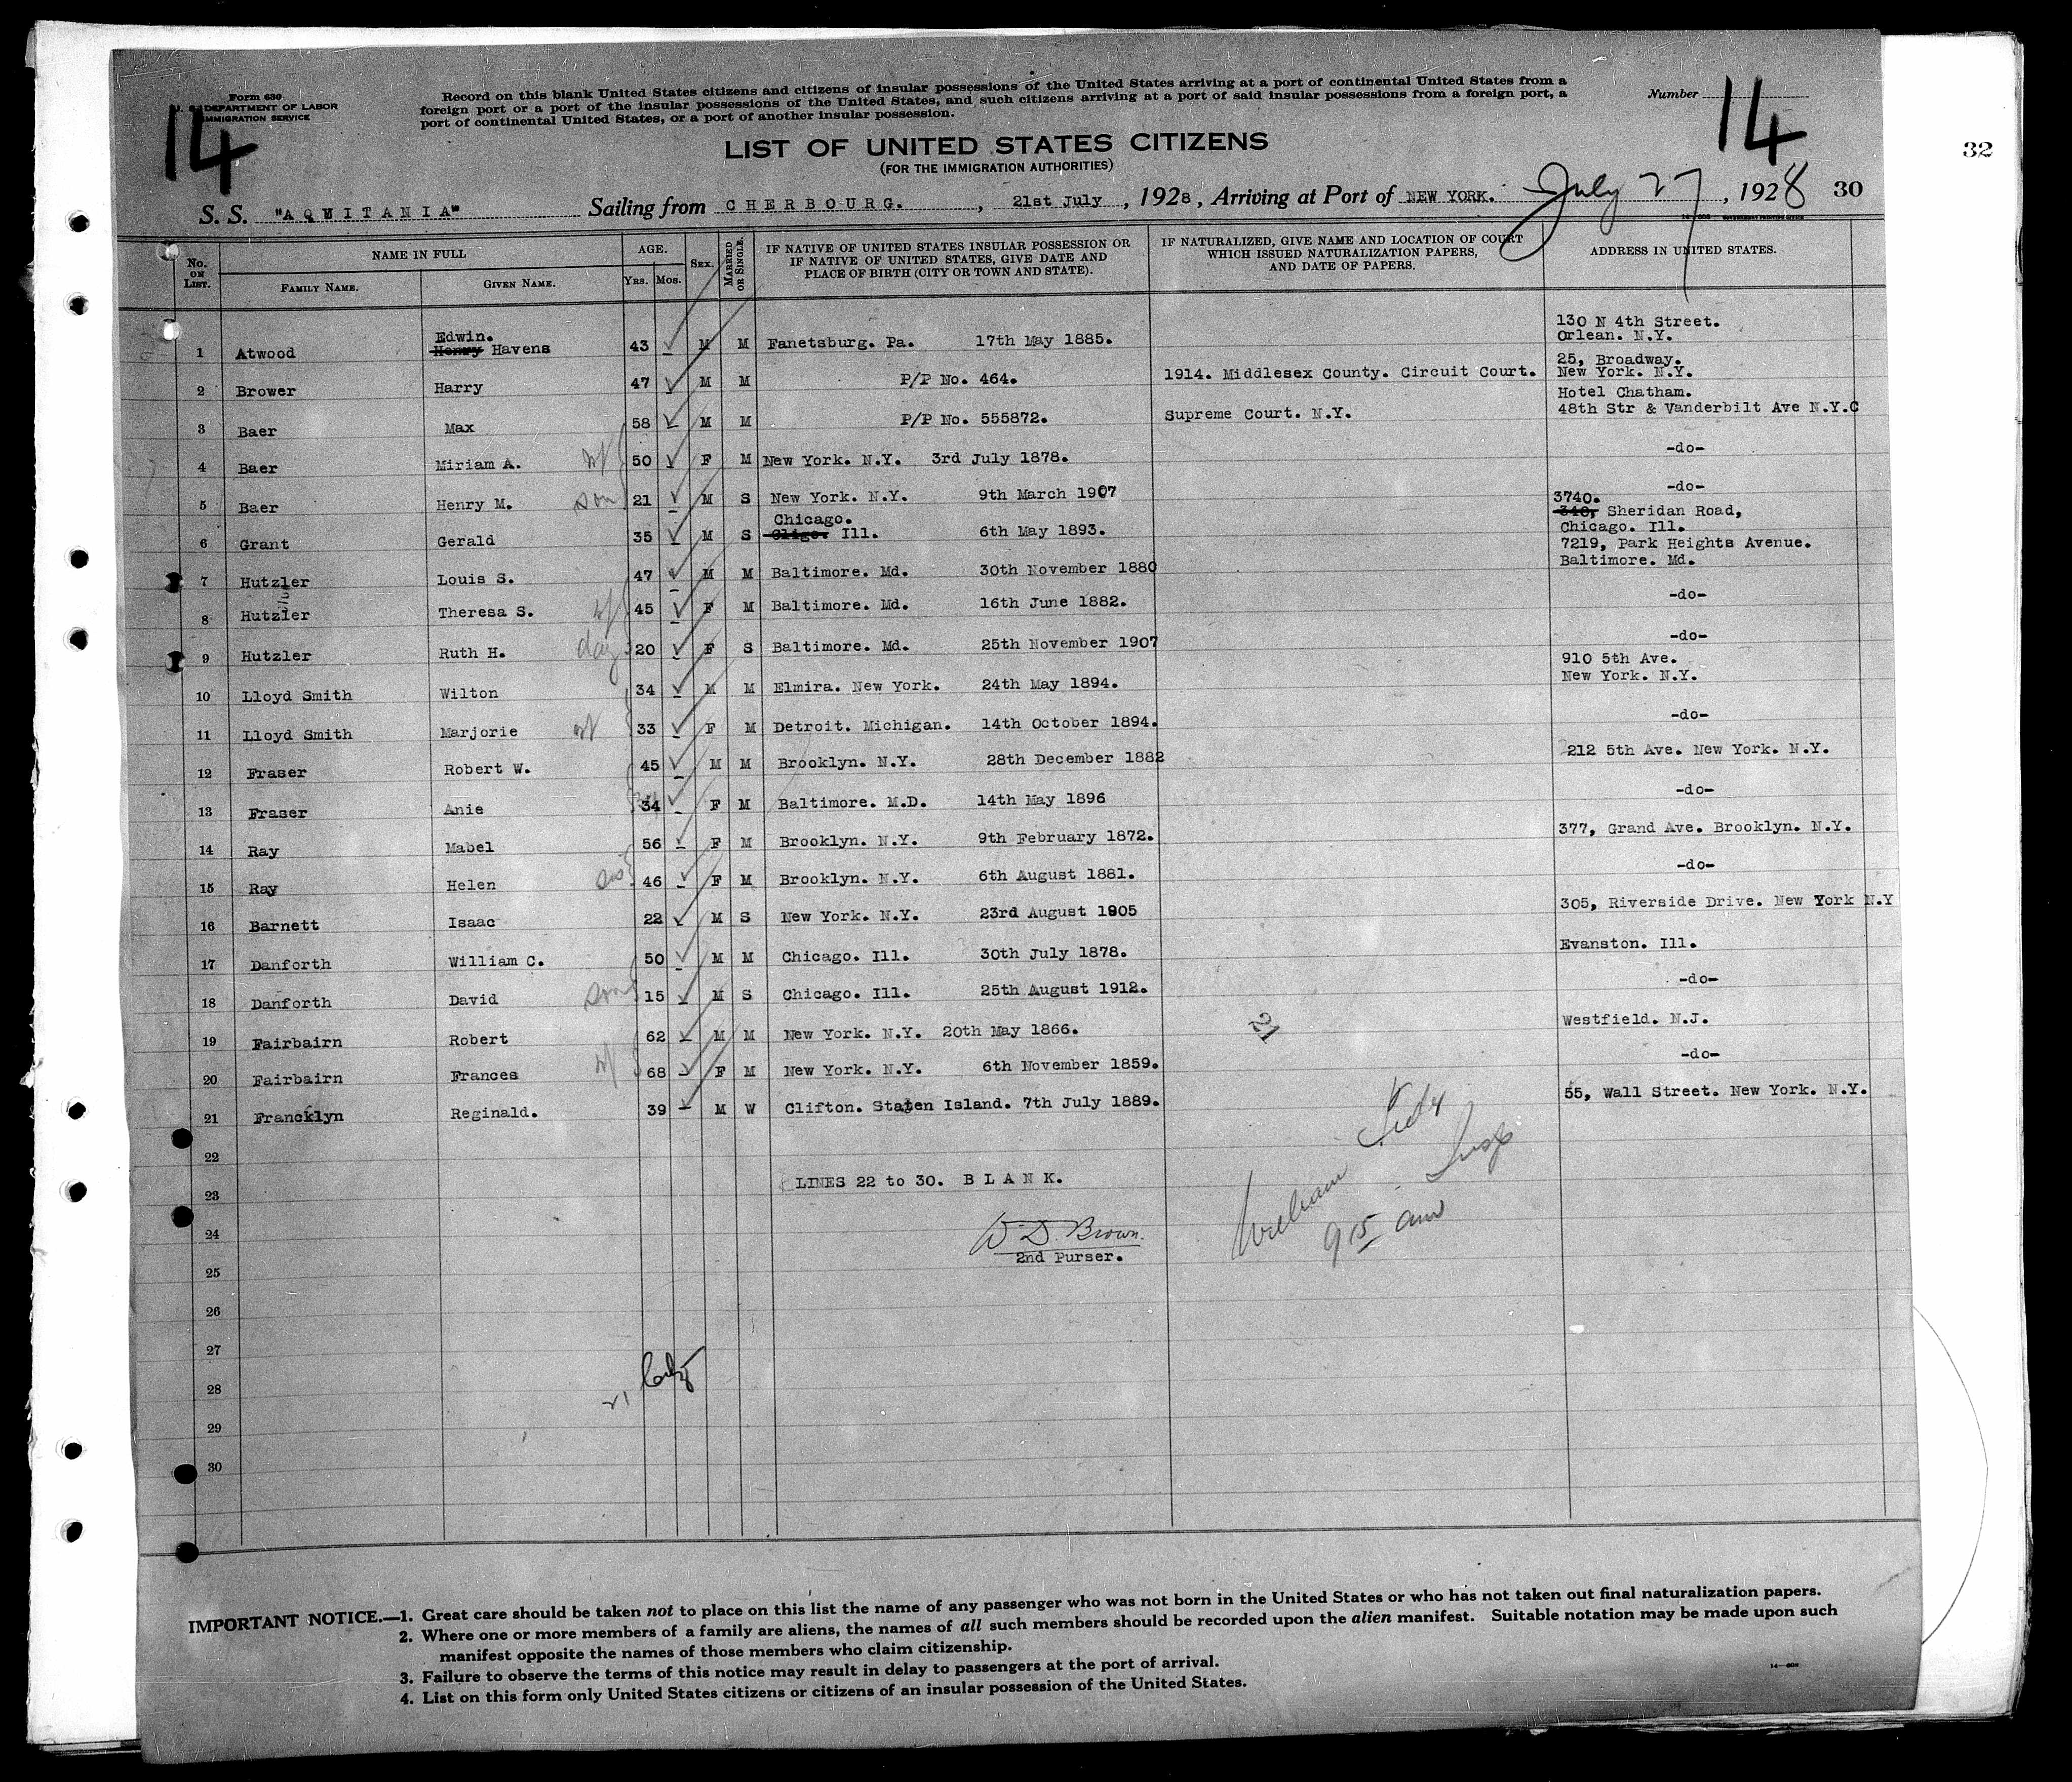 Form 630
U. S. DEPARTMENT OF LABOR
IMMIGRATION SERVICE
14
Record on this blank United States citizens and citizens of insular possessions of the United States arriving at a port of continental United States from a
foreign port or a port of the insular possessions of the United States, and such citizens arriving at a port of said insular possessions from a foreign port, a
port of continental United States, or a port of another insular possession.
Number
14
32
LIST OF UNITED STATES CITIZENS
(FOR THE IMMIGRATION AUTHORITIES)
S. S. "AQUITANIA" Sailing from CHERBOURG. , 21st July , 1928, Arriving at Port of NEW YORK. July 27, 1928 30
No. ON LIST. NAME IN FULL FAMILY NAME. GIVEN NAME. AGE. YRS. MOS. SEX. MARRIED OR SINGLE. IF NATIVE OF UNITED STATES INSULAR POSSESSION OR IF NATIVE OF UNITED STATES, GIVE DATE AND PLACE OF BIRTH (CITY OR TOWN AND STATE). IF NATURALIZED, GIVE NAME AND LOCATION OF COURT WHICH ISSUED NATURALIZATION PAPERS, AND DATE OF PAPERS. ADDRESS IN UNITED STATES.
1 Atwood Edwin. Henry Havens 43 M M Fanetsburg. Pa. 17th May 1885. 130 N 4th Street. Orlean. N.Y.
2 Brower Harry 47 M M P/P No. 464. 1914. Middlesex County. Circuit Court. 25, Broadway. New York. N.Y.
3 Baer Max 58 M M P/P No. 555872. Supreme Court. N.Y. Hotel Chatham. 48th Str & Vanderbilt Ave N.Y.C
4 Baer Miriam A. wf 50 F M New York. N.Y. 3rd July 1878. -do-
5 Baer Henry M. son 21 M S New York. N.Y. 9th March 1907 -do-
6 Grant Gerald 35 M S Chicago. Ill. 6th May 1893. 3740. Sheridan Road, Chicago. Ill.
7 Hutzler Louis S. 47 M M Baltimore. Md. 30th November 1880 7219, Park Heights Avenue. Baltimore. Md.
8 Hutzler Theresa S. wf 45 F M Baltimore. Md. 16th June 1882. -do-
9 Hutzler Ruth H. dau 20 F S Baltimore. Md. 25th November 1907 -do-
10 Lloyd Smith Wilton 34 M M Elmira. New York. 24th May 1894. 910 5th Ave. New York. N.Y.
11 Lloyd Smith Marjorie wf 33 F M Detroit. Michigan. 14th October 1894. -do-
12 Fraser Robert W. 45 M M Brooklyn. N.Y. 28th December 1882 212 5th Ave. New York. N.Y.
13 Fraser Anie 34 F M Baltimore. M.D. 14th May 1896 -do-
14 Ray Mabel 56 F M Brooklyn. N.Y. 9th February 1872. 377, Grand Ave. Brooklyn. N.Y.
15 Ray Helen sis 46 F M Brooklyn. N.Y. 6th August 1881. -do-
16 Barnett Isaac 22 M S New York. N.Y. 23rd August 1905 305, Riverside Drive. New York N.Y
17 Danforth William C. 50 M M Chicago. Ill. 30th July 1878. Evanston. Ill.
18 Danforth David son 15 M S Chicago. Ill. 25th August 1912. -do-
19 Fairbairn Robert 62 M M New York. N.Y. 20th May 1866. 21 Westfield. N.J.
20 Fairbairn Frances wf 68 F M New York. N.Y. 6th November 1859. -do-
21 Francklyn Reginald. 39 M W Clifton. Staten Island. 7th July 1889. 55, Wall Street. New York. N.Y.
22
LINES 22 to 30. BLANK.
23
William Insp
24 W. D. Brown. 915 am
2nd Purser.
25
26
27
28
21
29
30
IMPORTANT NOTICE.—1. Great care should be taken not to place on this list the name of any passenger who was not born in the United States or who has not taken out final naturalization papers.
2. Where one or more members of a family are aliens, the names of all such members should be recorded upon the alien manifest. Suitable notation may be made upon such
manifest opposite the names of those members who claim citizenship.
3. Failure to observe the terms of this notice may result in delay to passengers at the port of arrival.
4. List on this form only United States citizens or citizens of an insular possession of the United States.